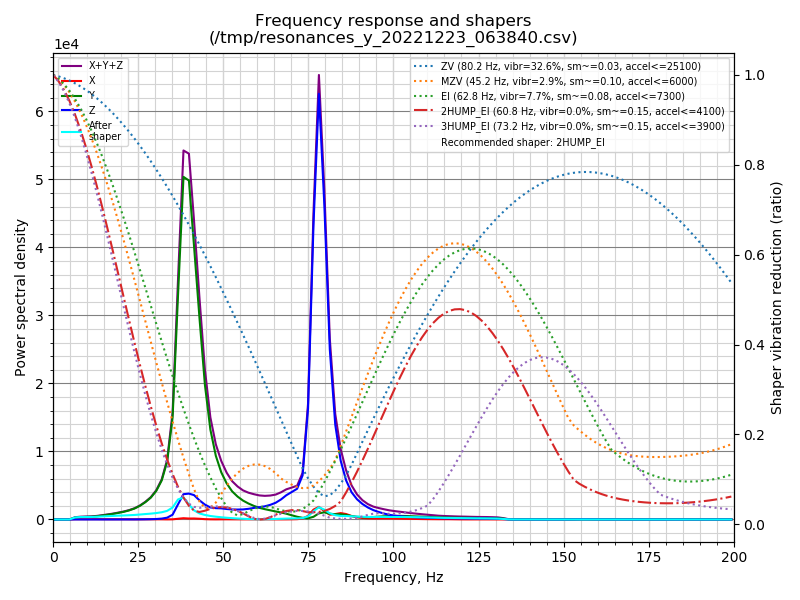 Frequency response and shapers
(/tmp/resonances_y_20221223_063840.csv)
1e4
X+Y+Z
X
Y
Z
After
shaper
ZV (80.2 Hz, vibr=32.6%, sm~=0.03, accel<=25100)
MZV (45.2 Hz, vibr=2.9%, sm~=0.10, accel<=6000)
EI (62.8 Hz, vibr=7.7%, sm~=0.08, accel<=7300)
2HUMP_EI (60.8 Hz, vibr=0.0%, sm~=0.15, accel<=4100)
3HUMP_EI (73.2 Hz, vibr=0.0%, sm~=0.15, accel<=3900)
Recommended shaper: 2HUMP_EI
Power spectral density
6
5
4
3
2
1
0
1.0
0.8
0.6
0.4
0.2
0.0
Shaper vibration reduction (ratio)
0 25 50 75 100 125 150 175 200
Frequency, Hz